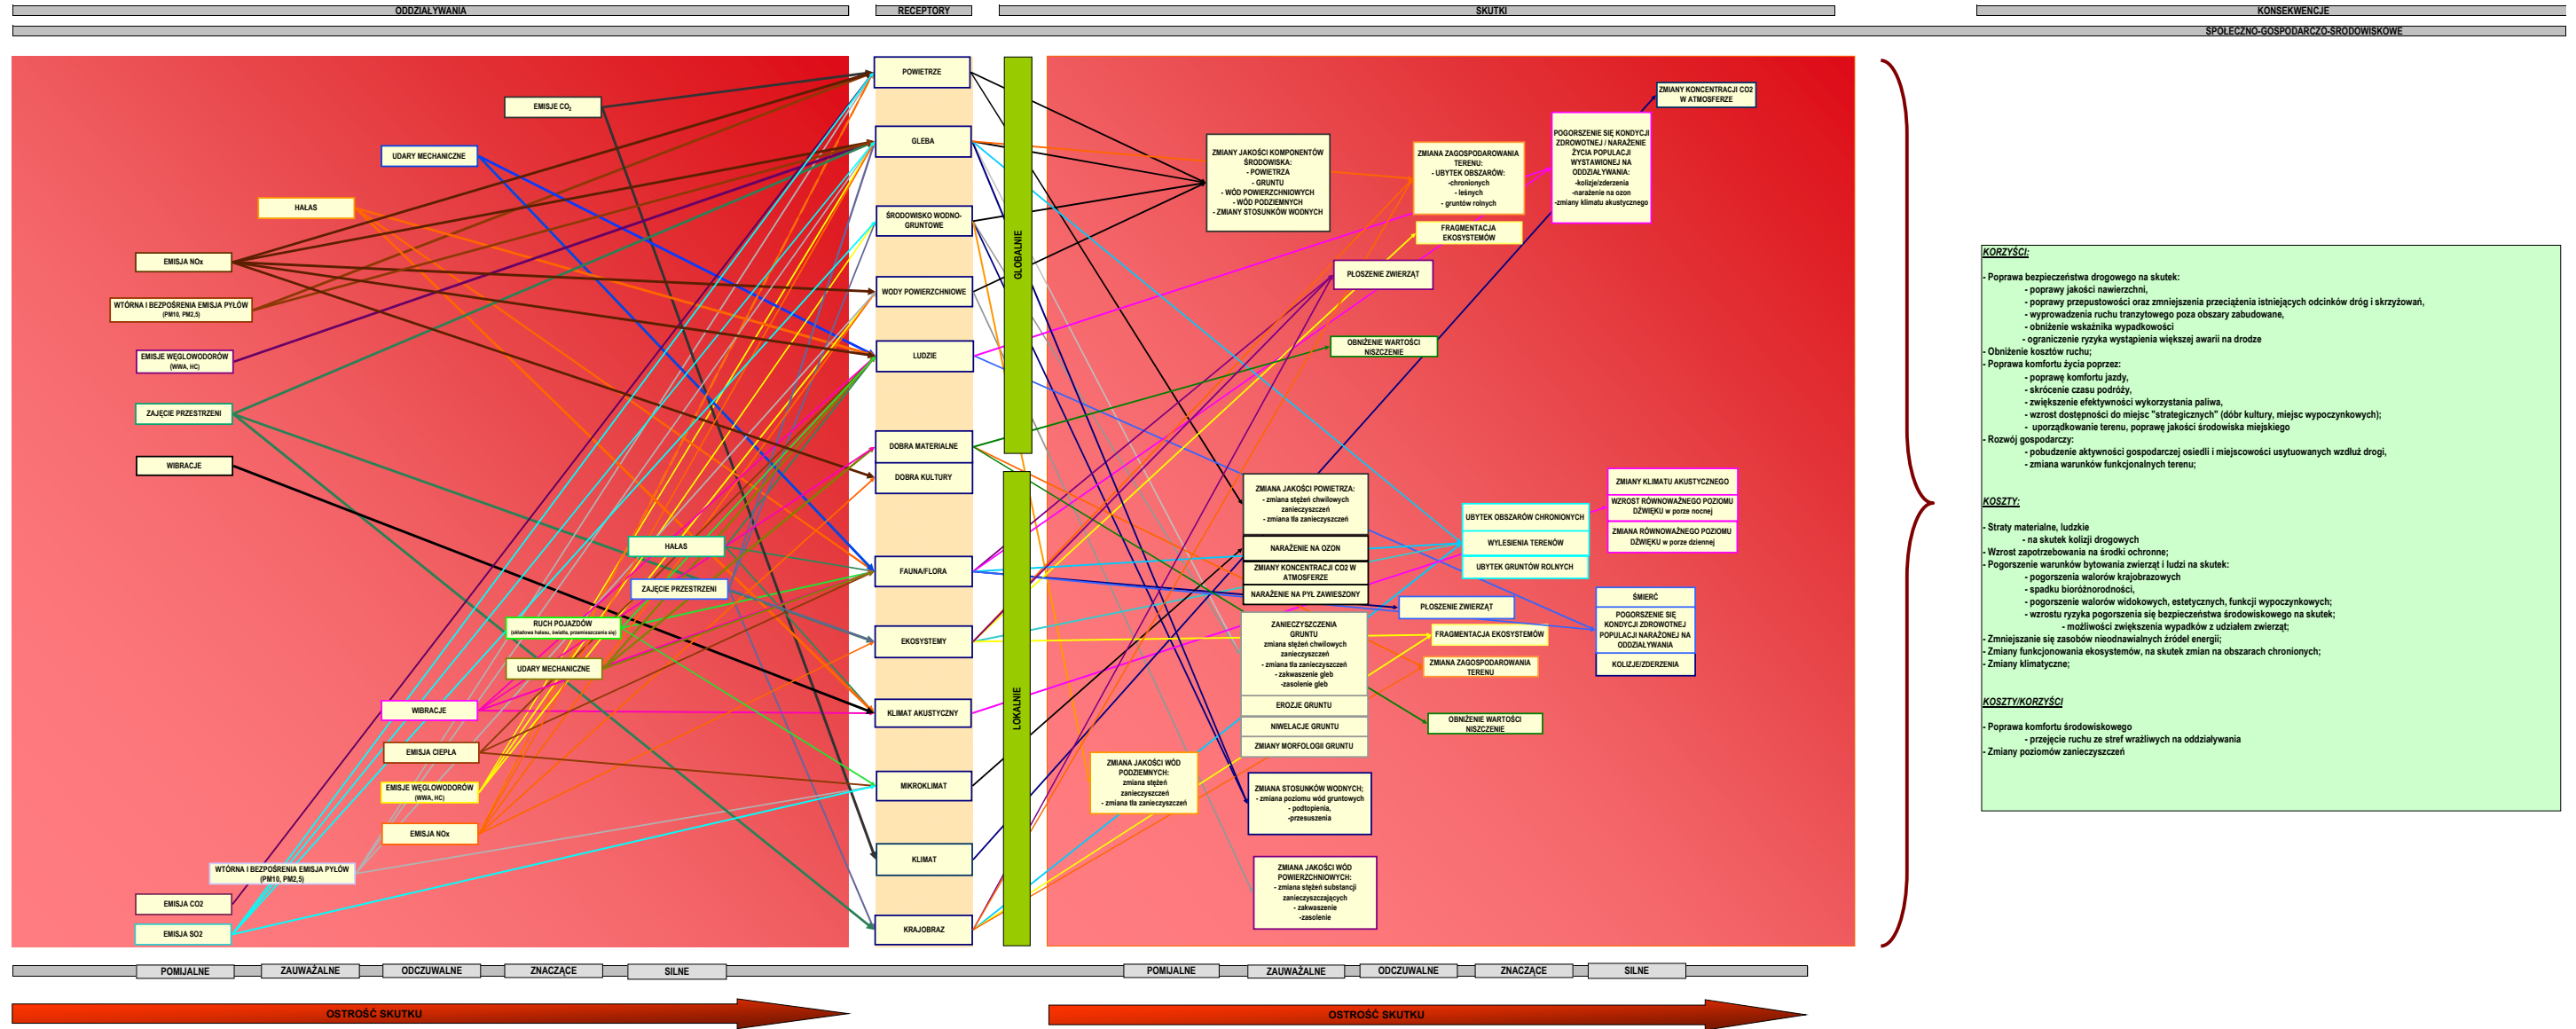 ODDZIAŁYWANIA
RECEPTORY
SKUTKI
KONSEKWENCJE
SPOŁECZNO-GOSPODARCZO-ŚRODOWISKOWE
EMISJE CO₂
UDARY MECHANICZNE
HAŁAS
EMISJA NOx
WTÓRNA I BEZPOŚRENIA EMISJA PYŁÓW
(PM10, PM2,5)
EMISJE WĘGLOWODORÓW
(WWA, HC)
ZAJĘCIE PRZESTRZENI
WIBRACJE
HAŁAS
ZAJĘCIE PRZESTRZENI
RUCH POJAZDÓW
(składowa hałasu, światła, przemieszczania się)
UDARY MECHANICZNE
WIBRACJE
EMISJA CIEPŁA
EMISJE WĘGLOWODORÓW
(WWA, HC)
EMISJA NOx
WTÓRNA I BEZPOŚRENIA EMISJA PYŁÓW
(PM10, PM2,5)
EMISJA CO2
EMISJA SO2
POWIETRZE
GLEBA
ŚRODOWISKO WODNO-
GRUNTOWE
WODY POWIERZCHNIOWE
LUDZIE
DOBRA MATERIALNE
DOBRA KULTURY
FAUNA/FLORA
EKOSYSTEMY
KLIMAT AKUSTYCZNY
MIKROKLIMAT
KLIMAT
KRAJOBRAZ
GLOBALNIE
LOKALNIE
ZMIANY KONCENTRACJI CO2
W ATMOSFERZE
ZMIANY JAKOŚCI KOMPONENTÓW
ŚRODOWISKA:
- POWIETRZA
- GRUNTU
- WÓD POWIERZCHNIOWYCH
- WÓD PODZIEMNYCH
- ZMIANY STOSUNKÓW WODNYCH
ZMIANA ZAGOSPODAROWANIA
TERENU:
- UBYTEK OBSZARÓW:
-chronionych
- leśnych
- gruntów rolnych
POGORSZENIE SIĘ KONDYCJI
ZDROWOTNEJ / NARAŻENIE
ŻYCIA POPULACJI
WYSTAWIONEJ NA
ODDZIAŁYWANIA:
-kolizje/zderzenia
-narażenie na ozon
-zmiany klimatu akustycznego
FRAGMENTACJA
EKOSYSTEMÓW
PŁOSZENIE ZWIERZĄT
OBNIŻENIE WARTOŚCI
NISZCZENIE
ZMIANA JAKOŚCI POWIETRZA:
- zmiana stężeń chwilowych
zanieczyszczeń
- zmiana tła zanieczyszczeń
NARAŻENIE NA OZON
ZMIANY KONCENTRACJI CO2 W
ATMOSFERZE
NARAŻENIE NA PYŁ ZAWIESZONY
UBYTEK OBSZARÓW CHRONIONYCH
WYLESIENIA TERENÓW
UBYTEK GRUNTÓW ROLNYCH
ZMIANY KLIMATU AKUSTYCZNEGO
WZROST RÓWNOWAŻNEGO POZIOMU
DŹWIĘKU w porze nocnej
ZMIANA RÓWNOWAŻNEGO POZIOMU
DŹWIĘKU w porze dziennej
PŁOSZENIE ZWIERZĄT
ŚMIERĆ
POGORSZENIE SIĘ
KONDYCJI ZDROWOTNEJ
POPULACJI NARAŻONEJ NA
ODDZIAŁYWANIA
KOLIZJE/ZDERZENIA
ZANIECZYSZCZENIA
GRUNTU
zmiana stężeń chwilowych
zanieczyszczeń
- zmiana tła zanieczyszczeń
- zakwaszenie gleb
-zasolenie gleb
EROZJE GRUNTU
NIWELACJE GRUNTU
ZMIANY MORFOLOGII GRUNTU
FRAGMENTACJA EKOSYSTEMÓW
ZMIANA ZAGOSPODAROWANIA
TERENU
OBNIŻENIE WARTOŚCI
NISZCZENIE
ZMIANA JAKOŚCI WÓD
PODZIEMNYCH:
zmiana stężeń
zanieczyszczeń
- zmiana tła zanieczyszczeń
ZMIANA STOSUNKÓW WODNYCH;
- zmiana poziomu wód gruntowych
- podtopienia,
-przesuszenia
ZMIANA JAKOŚCI WÓD
POWIERZCHNIOWYCH:
- zmiana stężeń substancji
zanieczyszczających
- zakwaszenie
-zasolenie
KORZYŚCI:
- Poprawa bezpieczeństwa drogowego na skutek:
- poprawy jakości nawierzchni,
- poprawy przepustowości oraz zmniejszenia przeciążenia istniejących odcinków dróg i skrzyżowań,
- wyprowadzenia ruchu tranzytowego poza obszary zabudowane,
- obniżenie wskaźnika wypadkowości
- ograniczenie ryzyka wystąpienia większej awarii na drodze
- Obniżenie kosztów ruchu;
- Poprawa komfortu życia poprzez:
- poprawę komfortu jazdy,
- skrócenie czasu podróży,
- zwiększenie efektywności wykorzystania paliwa,
- wzrost dostępności do miejsc "strategicznych" (dóbr kultury, miejsc wypoczynkowych);
- uporządkowanie terenu, poprawę jakości środowiska miejskiego
- Rozwój gospodarczy:
- pobudzenie aktywności gospodarczej osiedli i miejscowości usytuowanych wzdłuż drogi,
- zmiana warunków funkcjonalnych terenu;
KOSZTY:
- Straty materialne, ludzkie
- na skutek kolizji drogowych
- Wzrost zapotrzebowania na środki ochronne;
- Pogorszenie warunków bytowania zwierząt i ludzi na skutek:
- pogorszenia walorów krajobrazowych
- spadku bioróżnorodności,
- pogorszenie walorów widokowych, estetycznych, funkcji wypoczynkowych;
- wzrostu ryzyka pogorszenia się bezpieczeństwa środowiskowego na skutek;
- możliwości zwiększenia wypadków z udziałem zwierząt;
- Zmniejszanie się zasobów nieodnawialnych źródeł energii;
- Zmiany funkcjonowania ekosystemów, na skutek zmian na obszarach chronionych;
- Zmiany klimatyczne;
KOSZTY/KORZYŚCI
- Poprawa komfortu środowiskowego
- przejęcie ruchu ze stref wrażliwych na oddziaływania
- Zmiany poziomów zanieczyszczeń
POMIJALNE
ZAUWAŻALNE
ODCZUWALNE
ZNACZĄCE
SILNE
POMIJALNE
ZAUWAŻALNE
ODCZUWALNE
ZNACZĄCE
SILNE
OSTROŚĆ SKUTKU
OSTROŚĆ SKUTKU